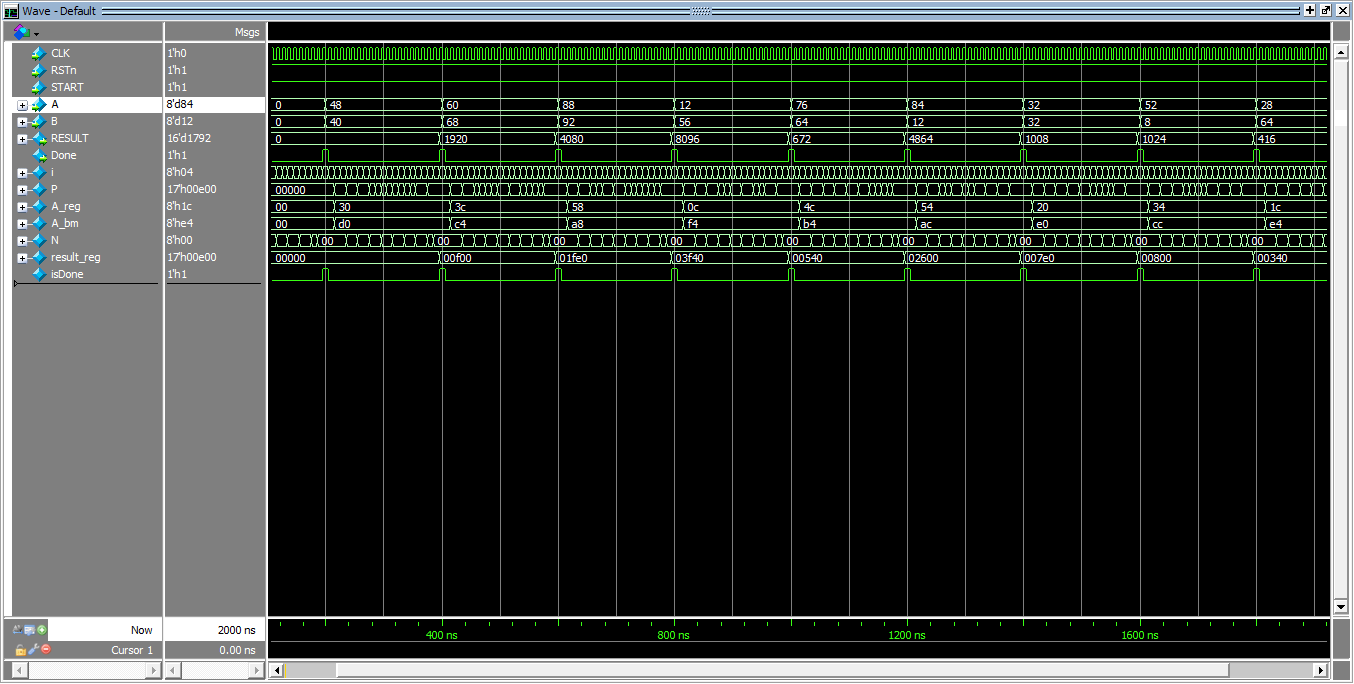 Wave - Default
Msgs
CLK 1'h0
RSTn 1'h1
START 1'h1
A 8'd84 0 48 60 88 12 76 84 32 52 28
B 8'd12 0 40 68 92 56 64 12 32 8 64
RESULT 16'd1792 0 1920 4080 8096 672 4864 1008 1024 416
Done 1'h1
i 8'h04
P 17'h00e00 00000
A_reg 8'h1c 00 30 3c 58 0c 4c 54 20 34 1c
A_bm 8'he4 00 d0 c4 a8 f4 b4 ac e0 cc e4
N 8'h00 00 00 00 00 00 00 00 00 00
result_reg 17'h00e00 00000 00f00 01fe0 03f40 00540 02600 007e0 00800 00340
isDone 1'h1
Now 2000 ns 400 ns 800 ns 1200 ns 1600 ns
Cursor 1 0.00 ns